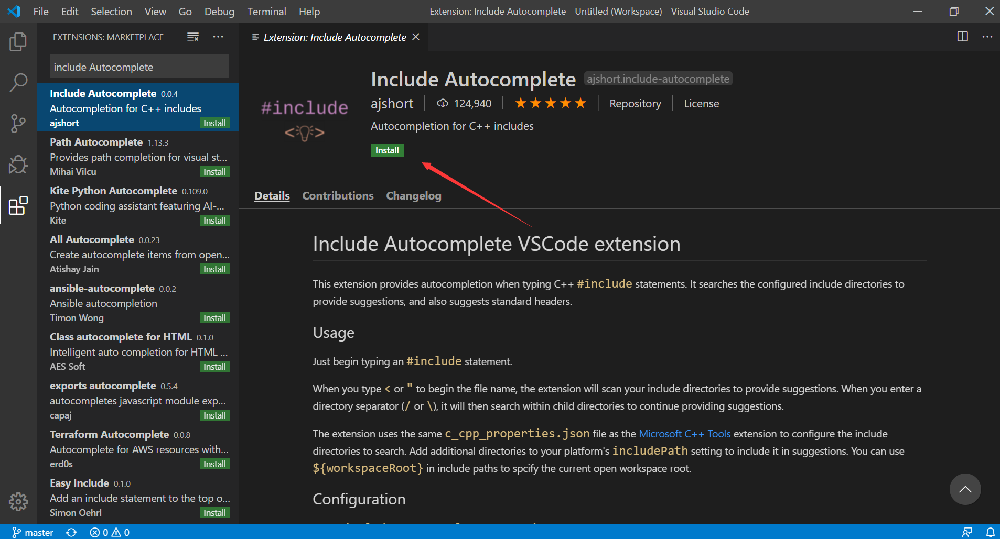 File Edit Selection View Go Debug Terminal Help
Extension: Include Autocomplete - Untitled (Workspace) - Visual Studio Code
EXTENSIONS: MARKETPLACE
include Autocomplete
Include Autocomplete 0.0.4
Autocompletion for C++ includes
ajshort Install
Path Autocomplete 1.13.3
Provides path completion for visual st...
Mihai Vilcu Install
Kite Python Autocomplete 0.109.0
Python coding assistant featuring AI-...
Kite Install
All Autocomplete 0.0.23
Create autocomplete items from open...
Atishay Jain Install
ansible-autocomplete 0.0.2
Ansible autocompletion
Timon Wong Install
Class autocomplete for HTML 0.1.0
Intelligent auto completion for HTML ...
AES Soft Install
exports autocomplete 0.5.4
autocompletes javascript module exp...
capaj Install
Terraform Autocomplete 0.0.8
Autocomplete for AWS resources with...
erd0s Install
Easy Include 0.1.0
Add an include statement to the top o...
Simon Oehrl Install
Extension: Include Autocomplete
#include
< >
Include Autocomplete ajshort.include-autocomplete
ajshort 124,940 Repository License
Autocompletion for C++ includes
Install
Details Contributions Changelog
Include Autocomplete VSCode extension
This extension provides autocompletion when typing C++ #include statements. It searches the configured include directories to
provide suggestions, and also suggests standard headers.
Usage
Just begin typing an #include statement.
When you type < or " to begin the file name, the extension will scan your include directories to provide suggestions. When you enter a
directory separator (/ or \), it will then search within child directories to continue providing suggestions.
The extension uses the same c_cpp_properties.json file as the Microsoft C++ Tools extension to configure the include
directories to search. Add additional directories to your platform's includePath setting to include it in suggestions. You can use
${workspaceRoot} in include paths to spcify the current open workspace root.
Configuration
master 0 0